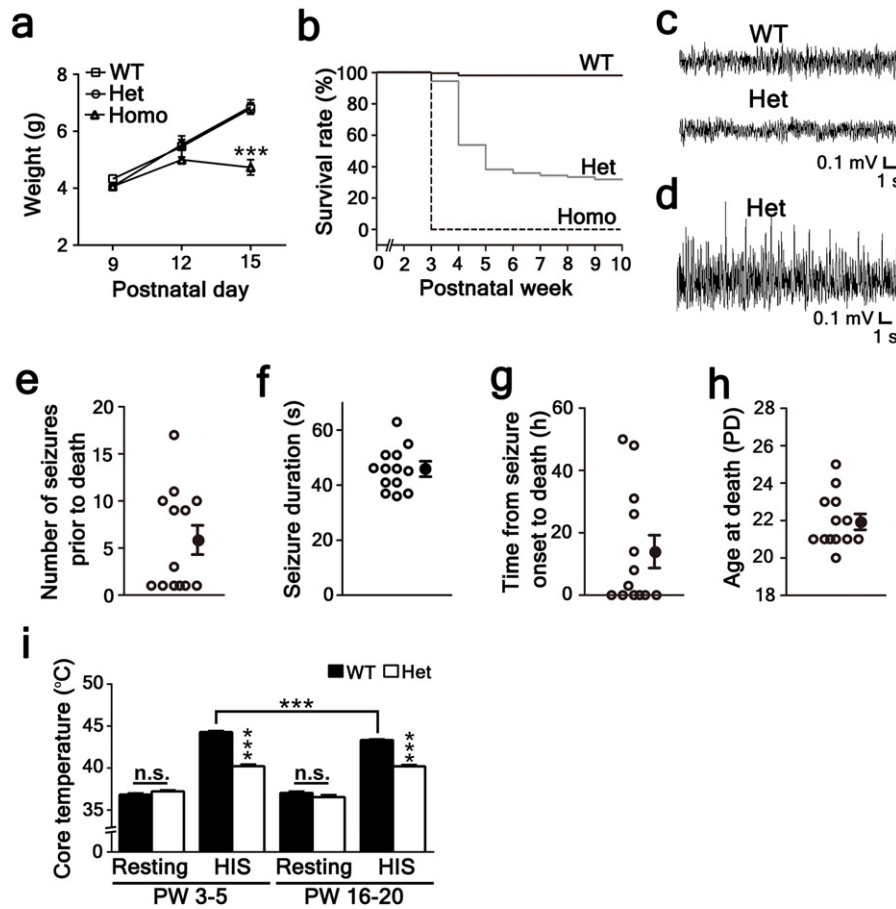 a
Weight (g)
8
6
4
2
WT
Het
Homo
***
9 12 15
Postnatal day
b
Survival rate (%)
100
80
60
40
20
0
WT
Het
Homo
0 2 3 4 5 6 7 8 9 10
Postnatal week
c
WT
Het
0.1 mV
1 s
d
Het
0.1 mV
1 s
e
Number of seizures
prior to death
20
15
10
5
0
f
Seizure duration (s)
60
40
20
0
g
Time from seizure
onset to death (h)
60
40
20
0
h
Age at death (PD)
28
26
24
22
20
18
i
Core temperature (°C)
50
45
40
35
0
WT Het
***
n.s. *** n.s. ***
Resting HIS Resting HIS
PW 3-5 PW 16-20